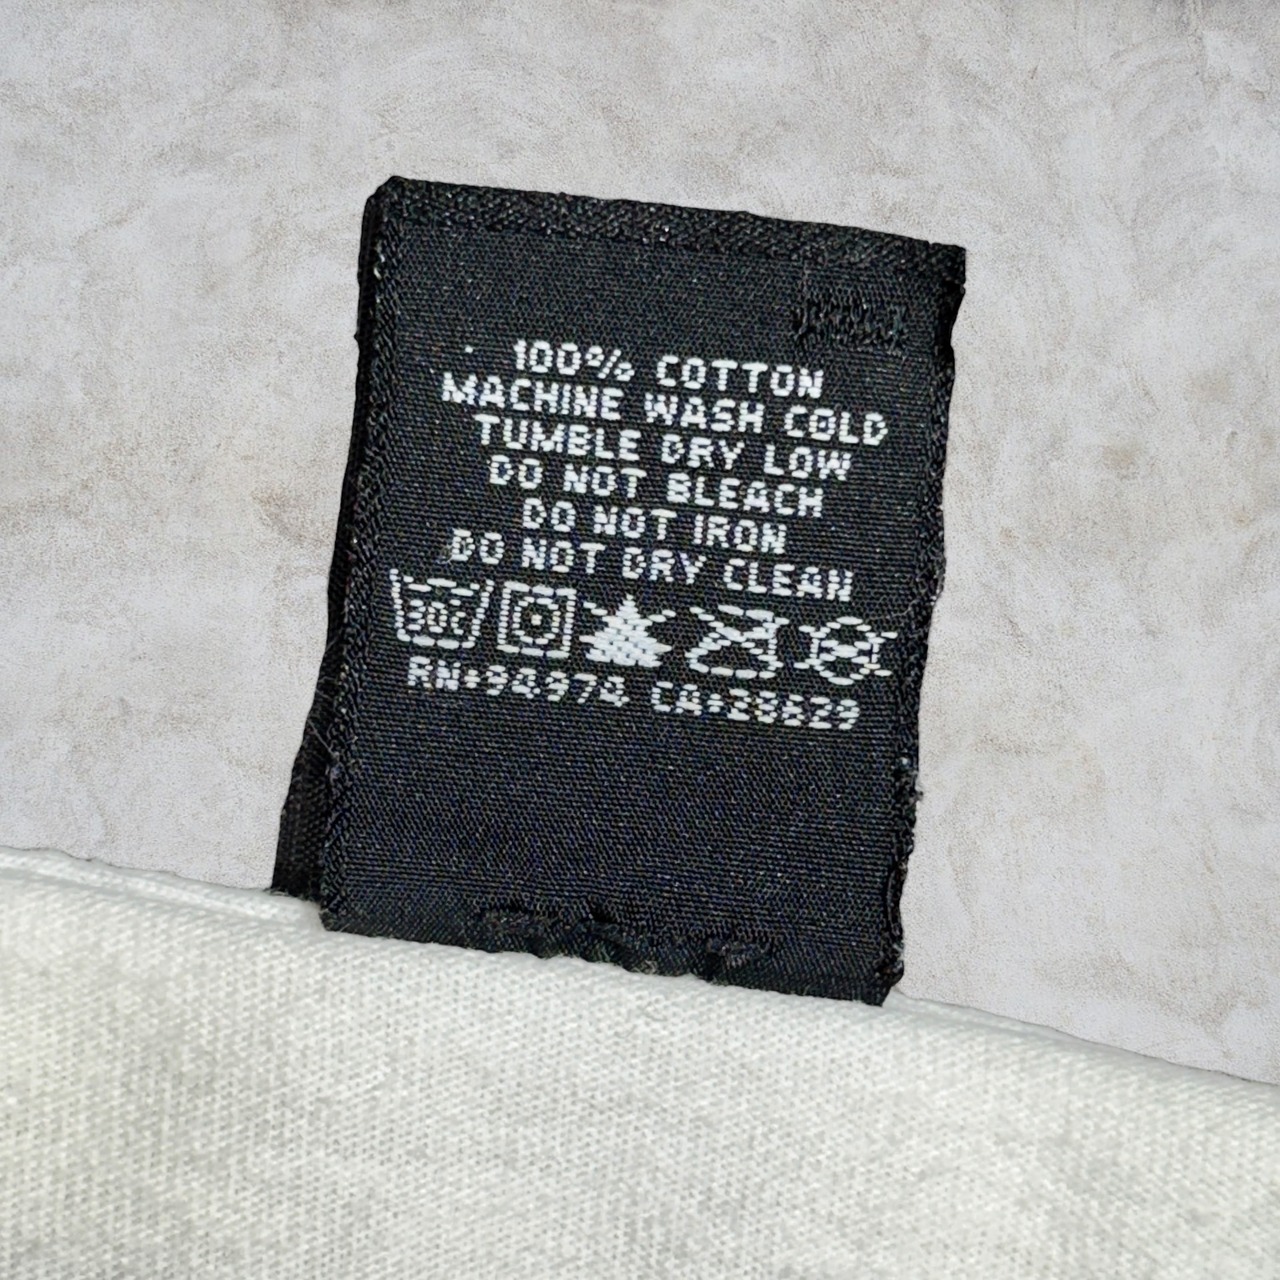 100% COTTON
MACHINE WASH COLD
TUMBLE DRY LOW
DO NOT BLEACH
DO NOT IRON
DO NOT DRY CLEAN
30C
RN•94974 CA•28629